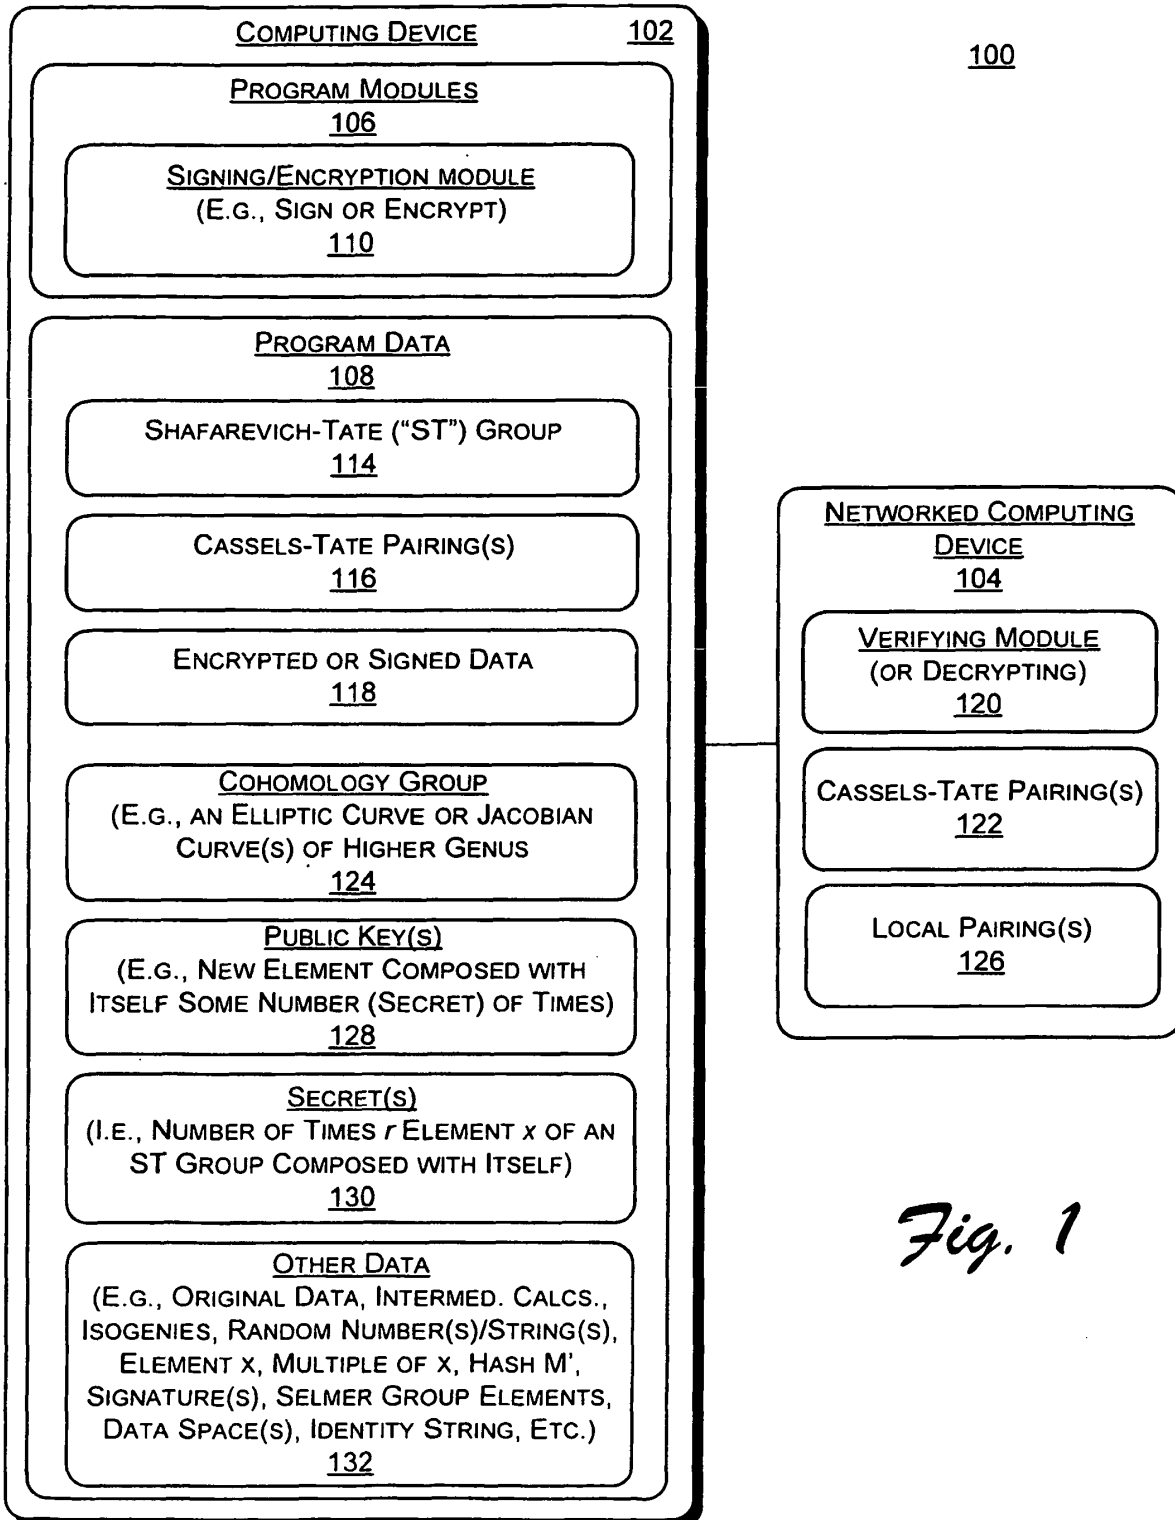 COMPUTING DEVICE 102
100
PROGRAM MODULES
106
SIGNING/ENCRYPTION MODULE
(E.G., SIGN OR ENCRYPT)
110
PROGRAM DATA
108
SHAFAREVICH-TATE ("ST") GROUP
114
CASSELS-TATE PAIRING(S)
116
ENCRYPTED OR SIGNED DATA
118
COHOMOLOGY GROUP
(E.G., AN ELLIPTIC CURVE OR JACOBIAN
CURVE(S) OF HIGHER GENUS
124
PUBLIC KEY(S)
(E.G., NEW ELEMENT COMPOSED WITH
ITSELF SOME NUMBER (SECRET) OF TIMES)
128
SECRET(S)
(I.E., NUMBER OF TIMES r ELEMENT x OF AN
ST GROUP COMPOSED WITH ITSELF)
130
OTHER DATA
(E.G., ORIGINAL DATA, INTERMED. CALCS.,
ISOGENIES, RANDOM NUMBER(S)/STRING(S),
ELEMENT X, MULTIPLE OF X, HASH M',
SIGNATURE(S), SELMER GROUP ELEMENTS,
DATA SPACE(S), IDENTITY STRING, ETC.)
132
NETWORKED COMPUTING
DEVICE
104
VERIFYING MODULE
(OR DECRYPTING)
120
CASSELS-TATE PAIRING(S)
122
LOCAL PAIRING(S)
126
Fig. 1